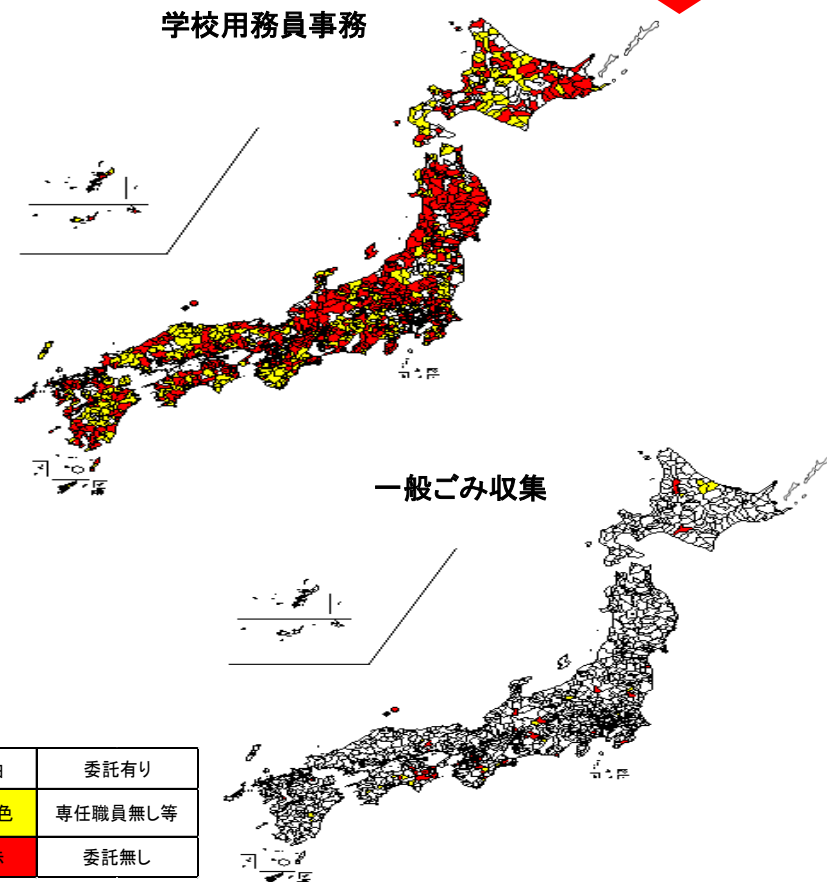 学校用務員事務
一般ごみ収集
委託有り
色 専任職員無し等
委託無し